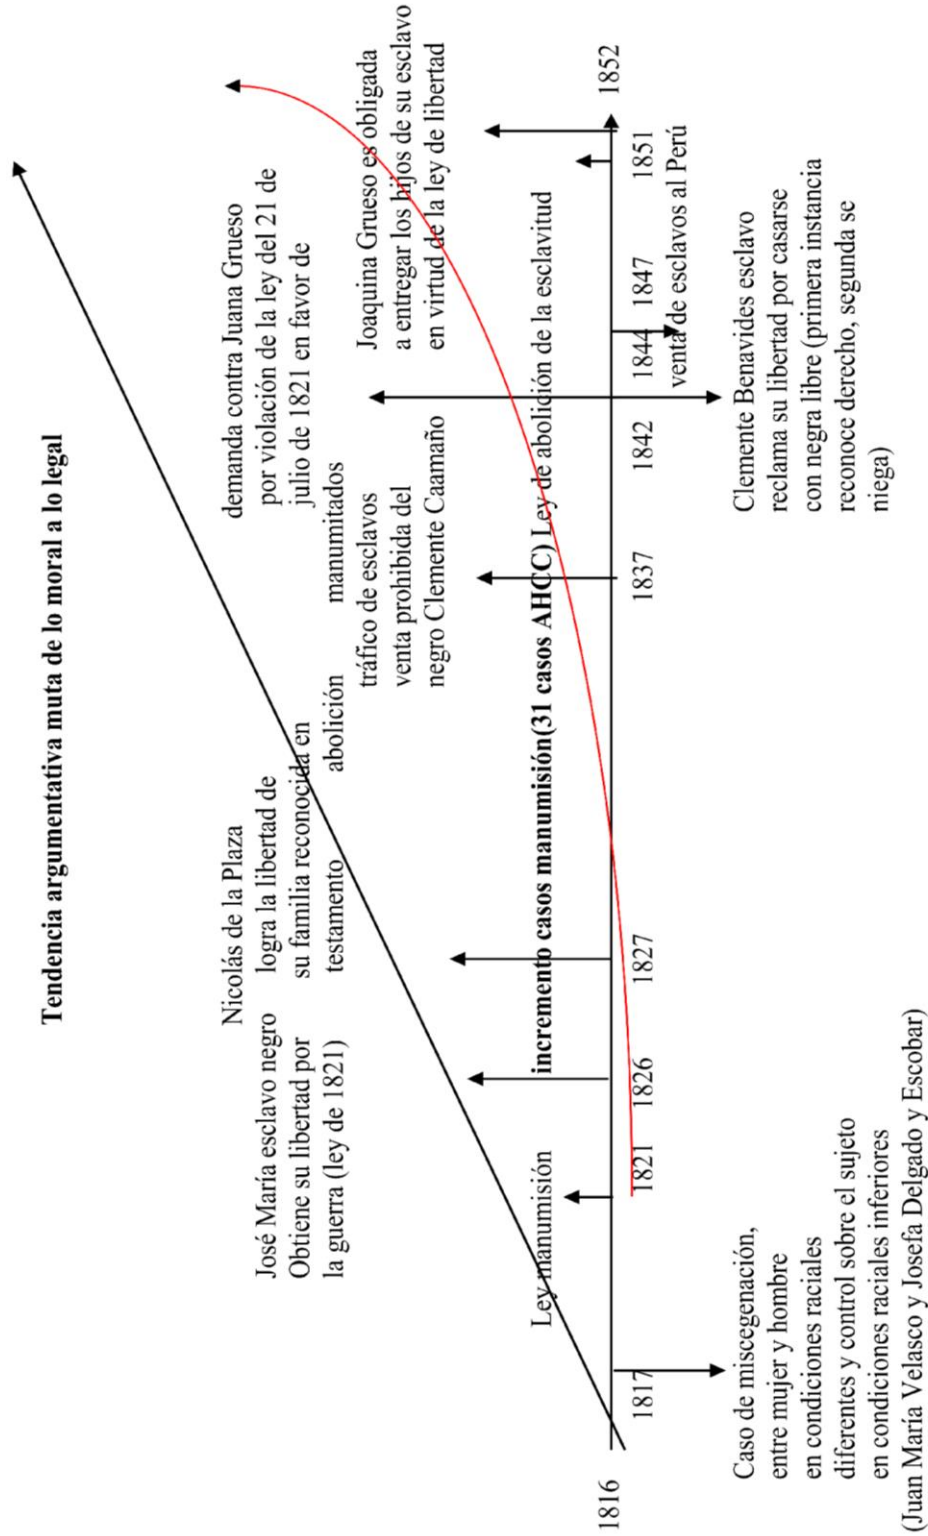 Tendencia argumentativa muta de lo moral a lo legal
José María esclavo negro
Obtiene su libertad por
la guerra (ley de 1821)
Nicolás de la Plaza
logra la libertad de
su familia reconocida en
testamento
abolición
manumitados
demanda contra Juana Grueso
por violación de la ley del 21 de
julio de 1821 en favor de
tráfico de esclavos
venta prohibida del
negro Clemente Caamaño
Joaquina Grueso es obligada
a entregar los hijos de su esclavo
en virtud de la ley de libertad
Ley manumisión
incremento casos manumisión(31 casos AHCC) Ley de abolición de la esclavitud
1816
1852
1817
1821
1826
1827
1837
1842
1844
1847
1851
venta de esclavos al Perú
Caso de miscegenación,
entre mujer y hombre
en condiciones raciales
diferentes y control sobre el sujeto
en condiciones raciales inferiores
(Juan María Velasco y Josefa Delgado y Escobar)
Clemente Benavides esclavo
reclama su libertad por casarse
con negra libre (primera instancia
reconoce derecho, segunda se
niega)